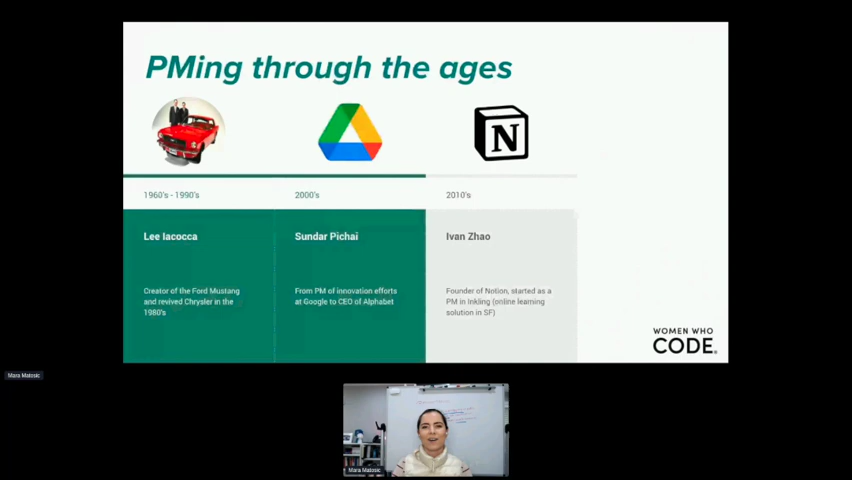 PMing through the ages
N
1960's - 1990's
2000's
2010's
Lee Iacocca
Sundar Pichai
Ivan Zhao
Creator of the Ford Mustang
and revived Chrysler in the
1980's
From PM of innovation efforts
at Google to CEO of Alphabet
Founder of Notion, started as a
PM in Inkling (online learning
solution in SF)
WOMEN WHO
CODE.
Mara Matosic
Mara Matosic